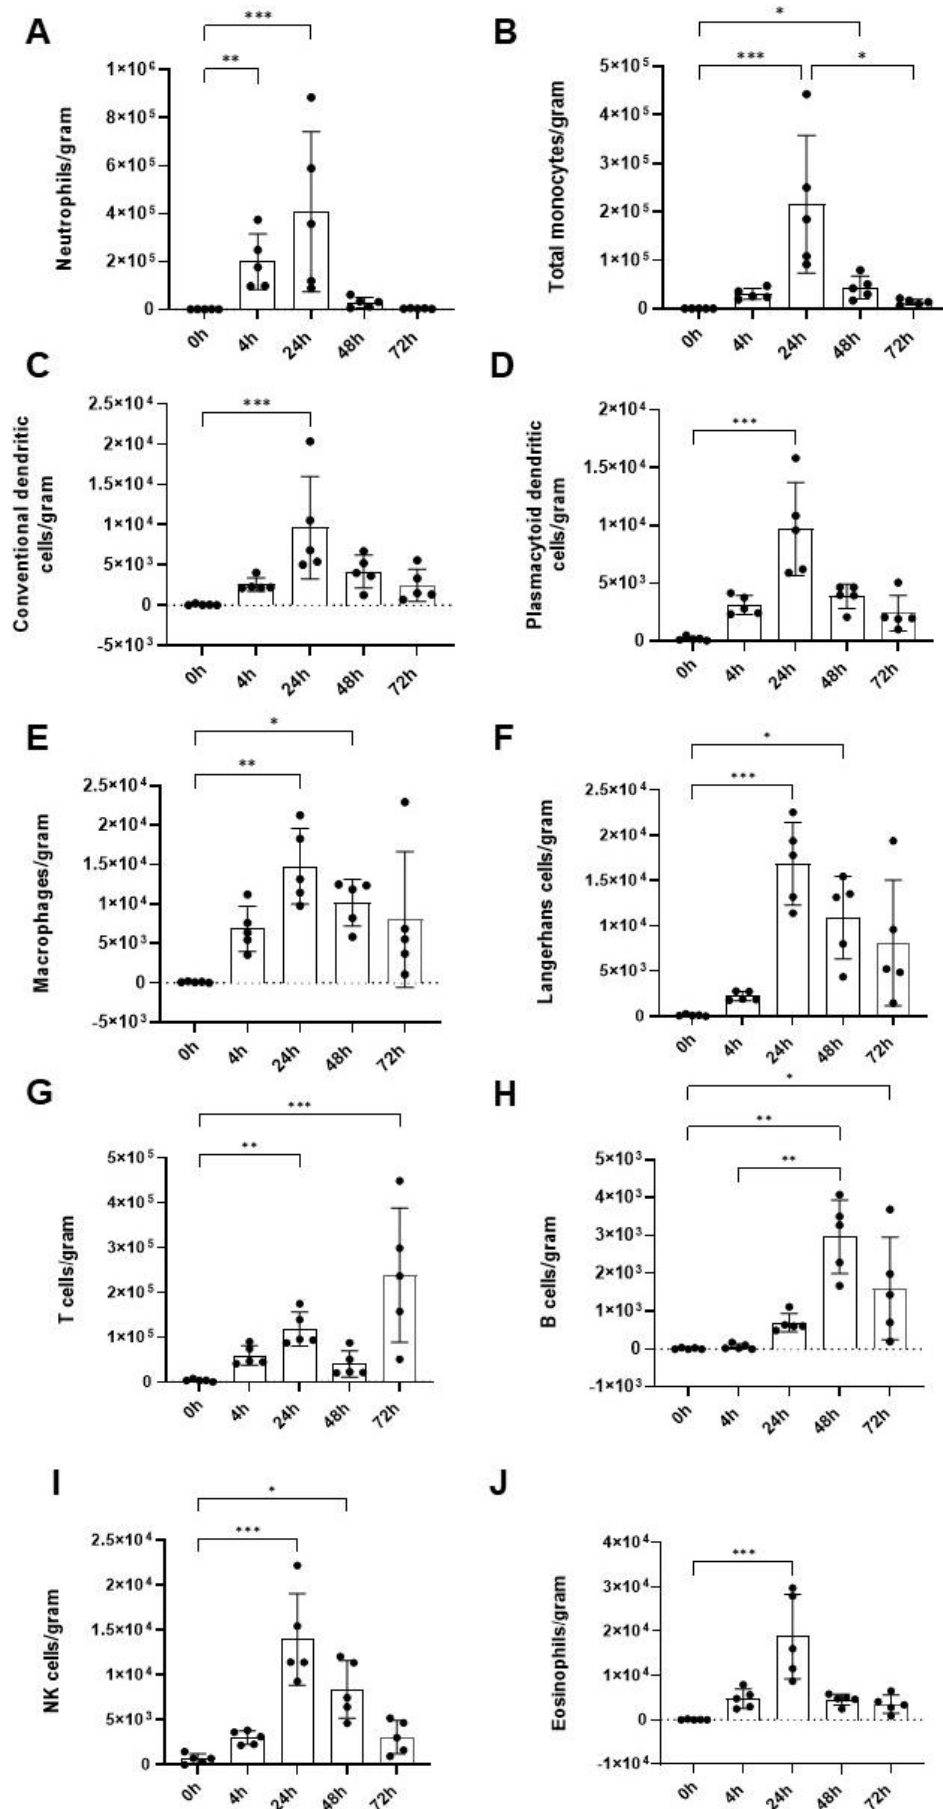 A
***
**
Neutrophils/gram
1×10⁶
8×10⁵
6×10⁵
4×10⁵
2×10⁵
0
0h 4h 24h 48h 72h
B
*
*** *
Total monocytes/gram
5×10⁵
4×10⁵
3×10⁵
2×10⁵
1×10⁵
0
0h 4h 24h 48h 72h
C
***
Conventional dendritic
cells/gram
2.5×10⁴
2×10⁴
1.5×10⁴
1×10⁴
5×10³
0
-5×10³
0h 4h 24h 48h 72h
D
***
Plasmacytoid dendritic
cells/gram
2×10⁴
1.5×10⁴
1×10⁴
5×10³
0
0h 4h 24h 48h 72h
E
*
**
Macrophages/gram
2.5×10⁴
2×10⁴
1.5×10⁴
1×10⁴
5×10³
0
-5×10³
0h 4h 24h 48h 72h
F
*
***
Langerhans cells/gram
2.5×10⁴
2×10⁴
1.5×10⁴
1×10⁴
5×10³
0
0h 4h 24h 48h 72h
G
***
**
T cells/gram
5×10⁵
4×10⁵
3×10⁵
2×10⁵
1×10⁵
0
0h 4h 24h 48h 72h
H
*
**
**
B cells/gram
5×10³
4×10³
3×10³
2×10³
1×10³
0
-1×10³
0h 4h 24h 48h 72h
I
*
***
NK cells/gram
2.5×10⁴
2×10⁴
1.5×10⁴
1×10⁴
5×10³
0
0h 4h 24h 48h 72h
J
***
Eosinophils/gram
4×10⁴
3×10⁴
2×10⁴
1×10⁴
0
-1×10⁴
0h 4h 24h 48h 72h